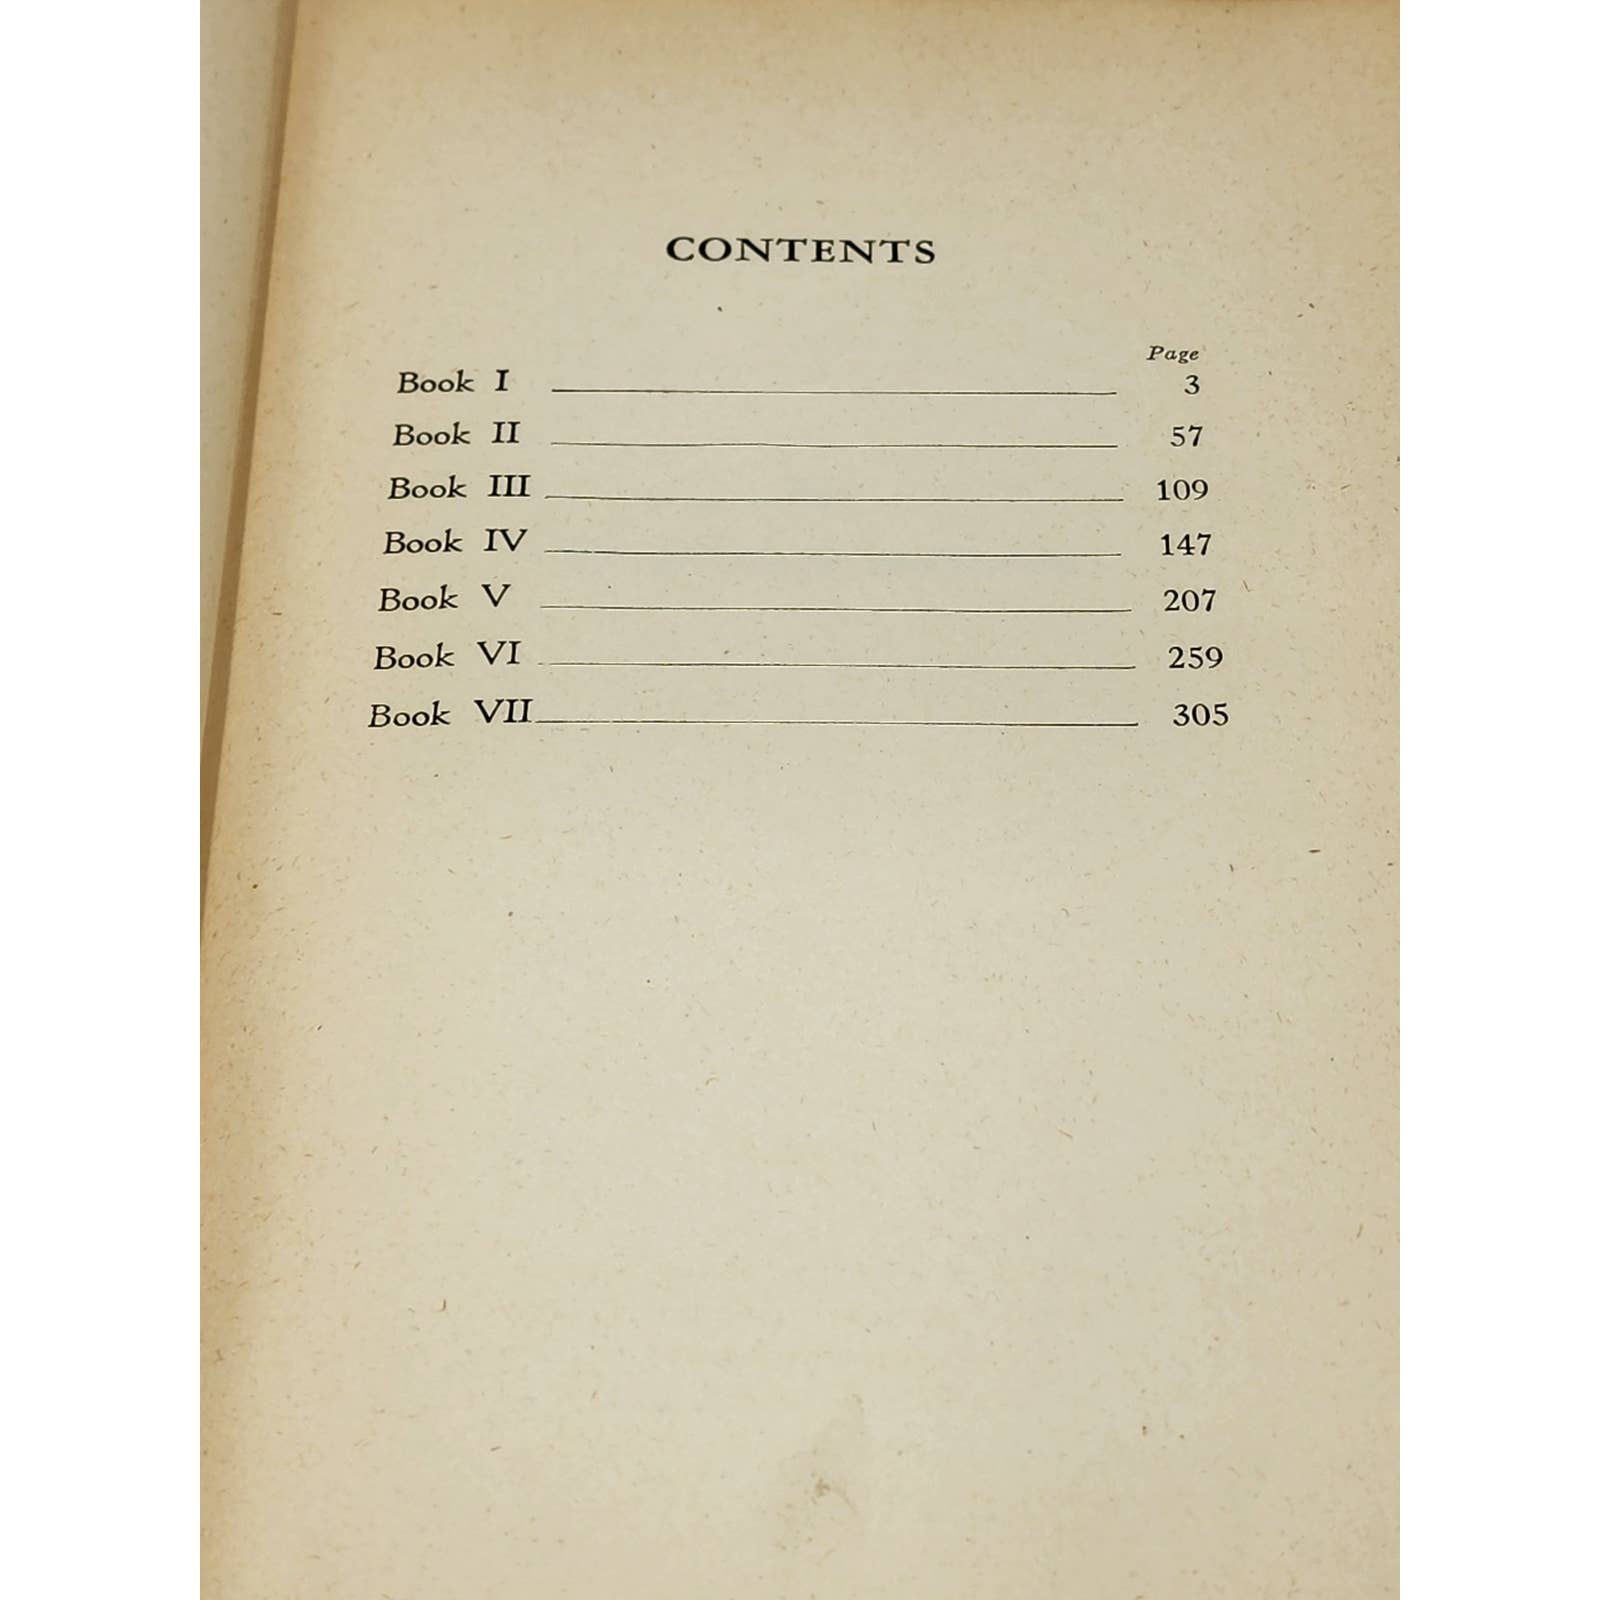 CONTENTS
Page
Book I 3
Book II 57
Book III 109
Book IV 147
Book V 207
Book VI 259
Book VII 305